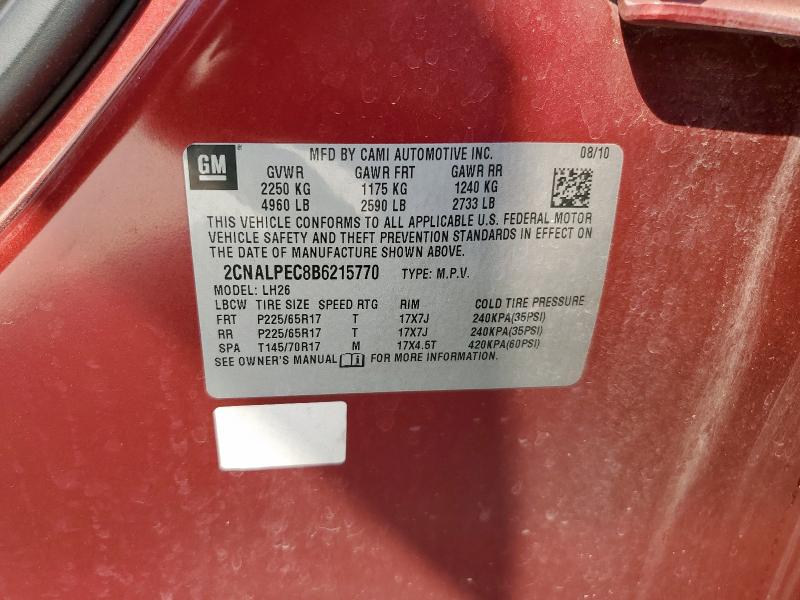 GM MFD BY CAMI AUTOMOTIVE INC. 08/10
GVWR GAWR FRT GAWR RR
2250 KG 1175 KG 1240 KG
4960 LB 2590 LB 2733 LB
THIS VEHICLE CONFORMS TO ALL APPLICABLE U.S. FEDERAL MOTOR
VEHICLE SAFETY AND THEFT PREVENTION STANDARDS IN EFFECT ON
THE DATE OF MANUFACTURE SHOWN ABOVE.
2CNALPEC8B6215770 TYPE: M.P.V.
MODEL: LH26
LBCW TIRE SIZE SPEED RTG RIM COLD TIRE PRESSURE
FRT P225/65R17 T 17X7J 240KPA(35PSI)
RR P225/65R17 T 17X7J 240KPA(35PSI)
SPA T145/70R17 M 17X4.5T 420KPA(60PSI)
SEE OWNER'S MANUAL FOR MORE INFORMATION.